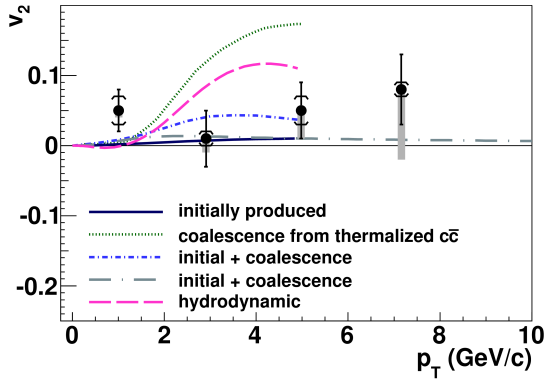 v2
0.1
0
-0.1
-0.2
initially produced
coalescence from thermalized cc̄
initial + coalescence
initial + coalescence
hydrodynamic
0 2 4 6 8 10
pT (GeV/c)